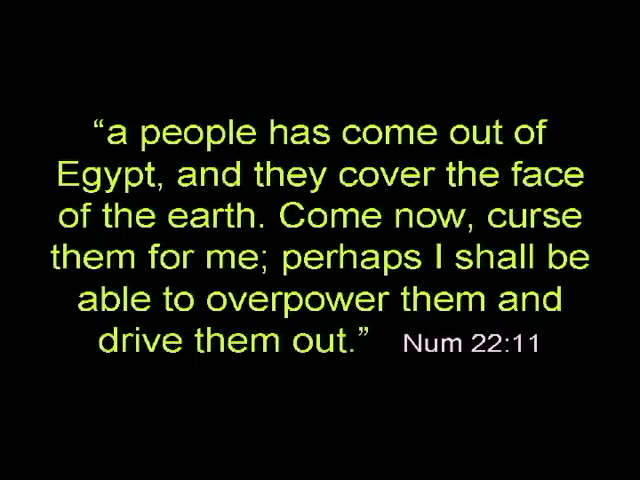 “a people has come out of
Egypt, and they cover the face
of the earth. Come now, curse
them for me; perhaps I shall be
able to overpower them and
drive them out.” Num 22:11